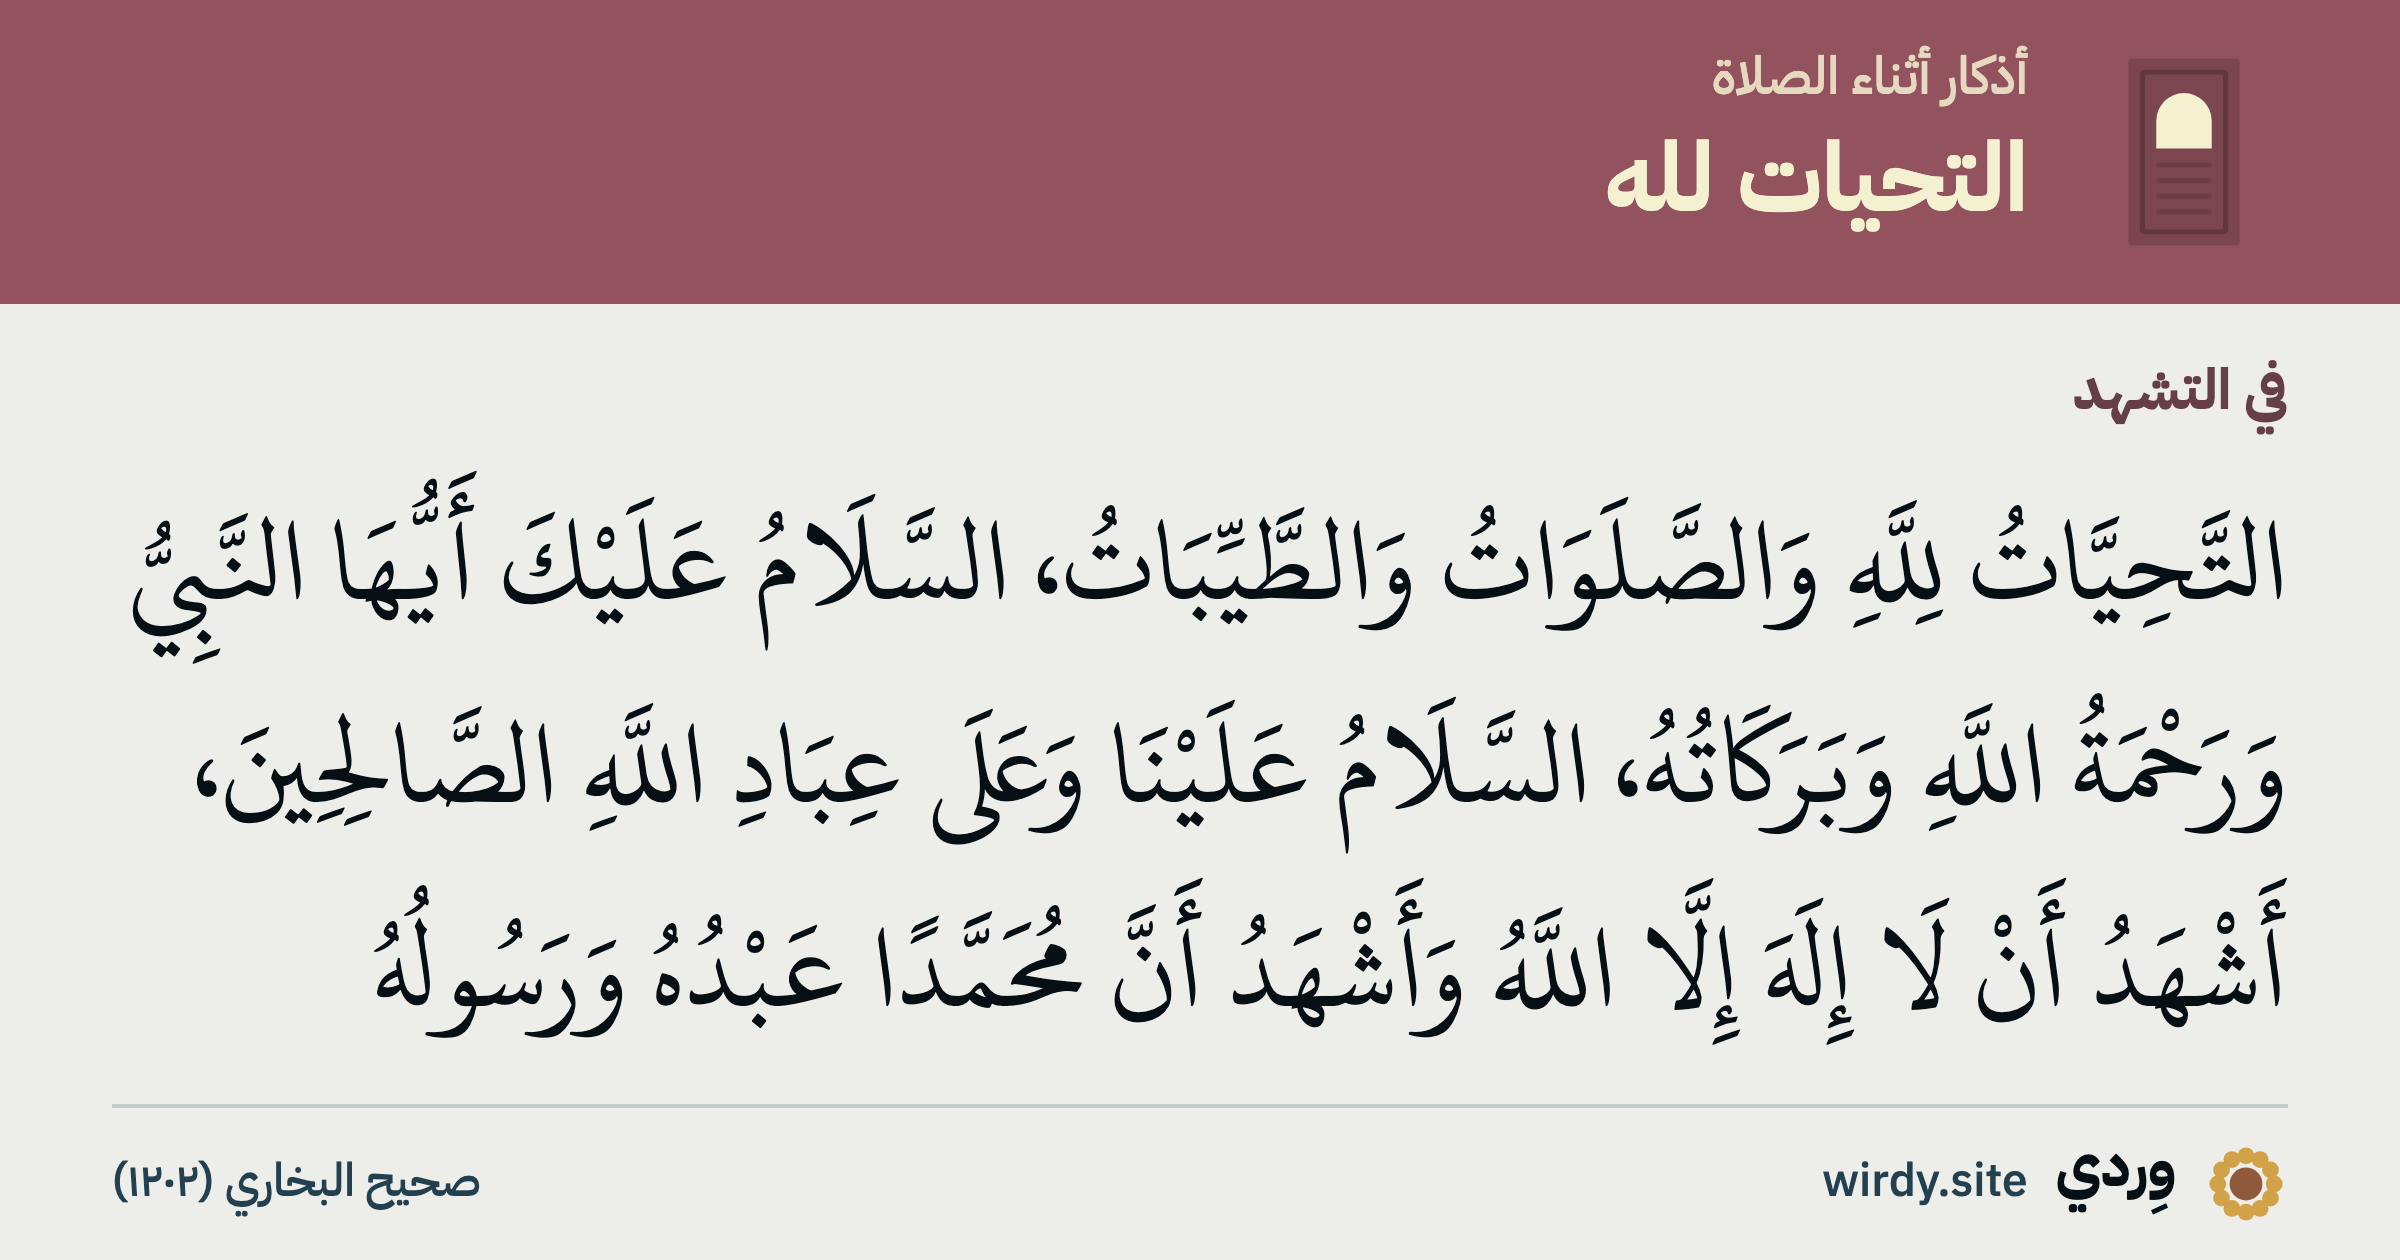 أذكار أثناء الصلاة
التحيات لله
في التشهد
التَّحِيَّاتُ لِلَّهِ وَالصَّلَوَاتُ وَالطَّيِّبَاتُ، السَّلَامُ عَلَيْكَ أَيُّهَا النَّبِيُّ
وَرَحْمَةُ اللَّهِ وَبَرَكَاتُهُ، السَّلَامُ عَلَيْنَا وَعَلَى عِبَادِ اللَّهِ الصَّالِحِينَ،
أَشْهَدُ أَنْ لَا إِلَهَ إِلَّا اللَّهُ وَأَشْهَدُ أَنَّ مُحَمَّدًا عَبْدُهُ وَرَسُولُهُ
وِردي wirdy.site
صحيح البخاري (١٢٠٢)